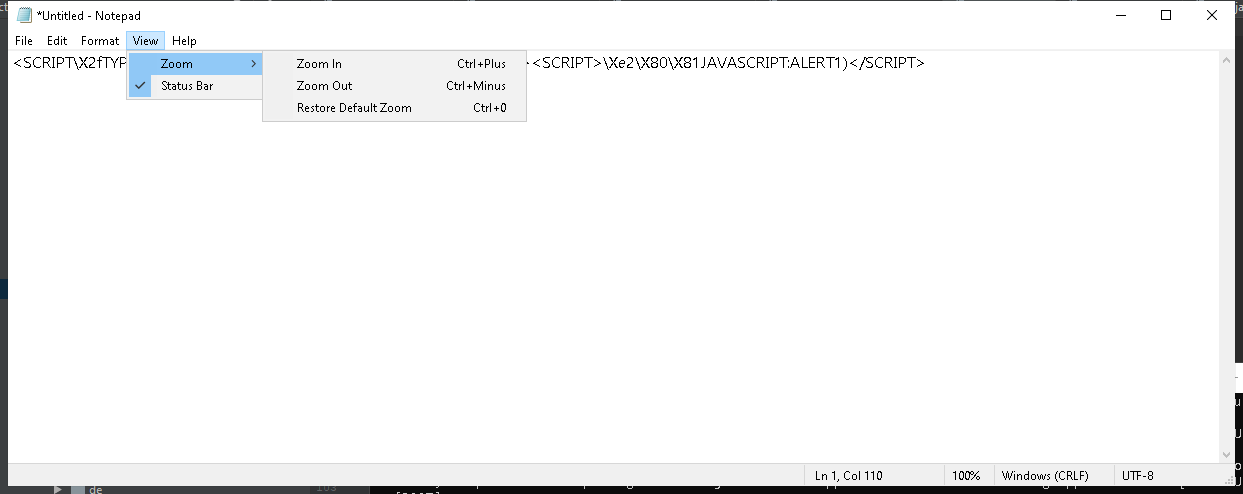 *Untitled - Notepad
File Edit Format View Help
<SCRIPT\X2fTYP <SCRIPT>\Xe2\X80\X81JAVASCRIPT:ALERT1)</SCRIPT>
Zoom
Status Bar
Zoom In Ctrl+Plus
Zoom Out Ctrl+Minus
Restore Default Zoom Ctrl+0
Ln 1, Col 110 100% Windows (CRLF) UTF-8
de